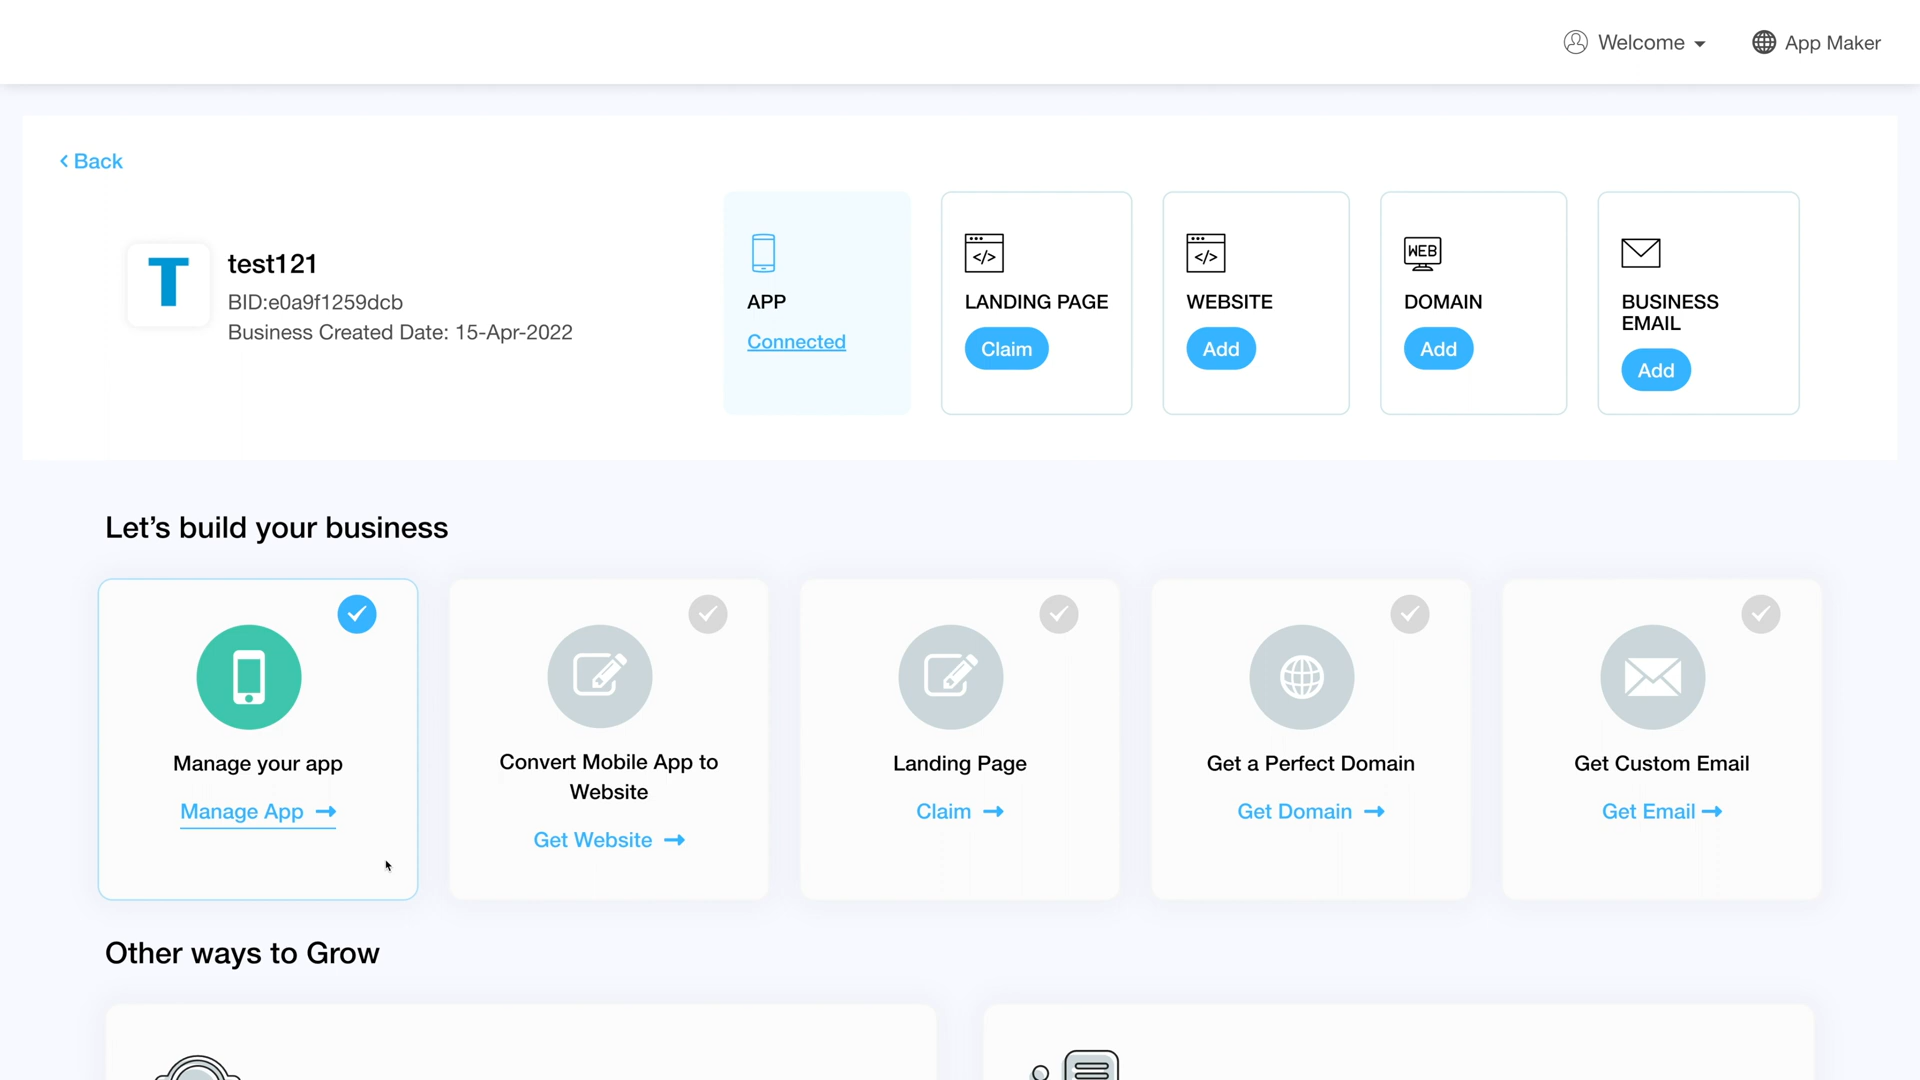 Welcome
App Maker
Back
T
test121
BID:e0a9f1259dcb
Business Created Date: 15-Apr-2022
APP
Connected
</>
LANDING PAGE
Claim
</>
WEBSITE
Add
WEB
DOMAIN
Add
BUSINESS
EMAIL
Add
Let’s build your business
Manage your app
Manage App
Convert Mobile App to
Website
Get Website
Landing Page
Claim
Get a Perfect Domain
Get Domain
Get Custom Email
Get Email
Other ways to Grow